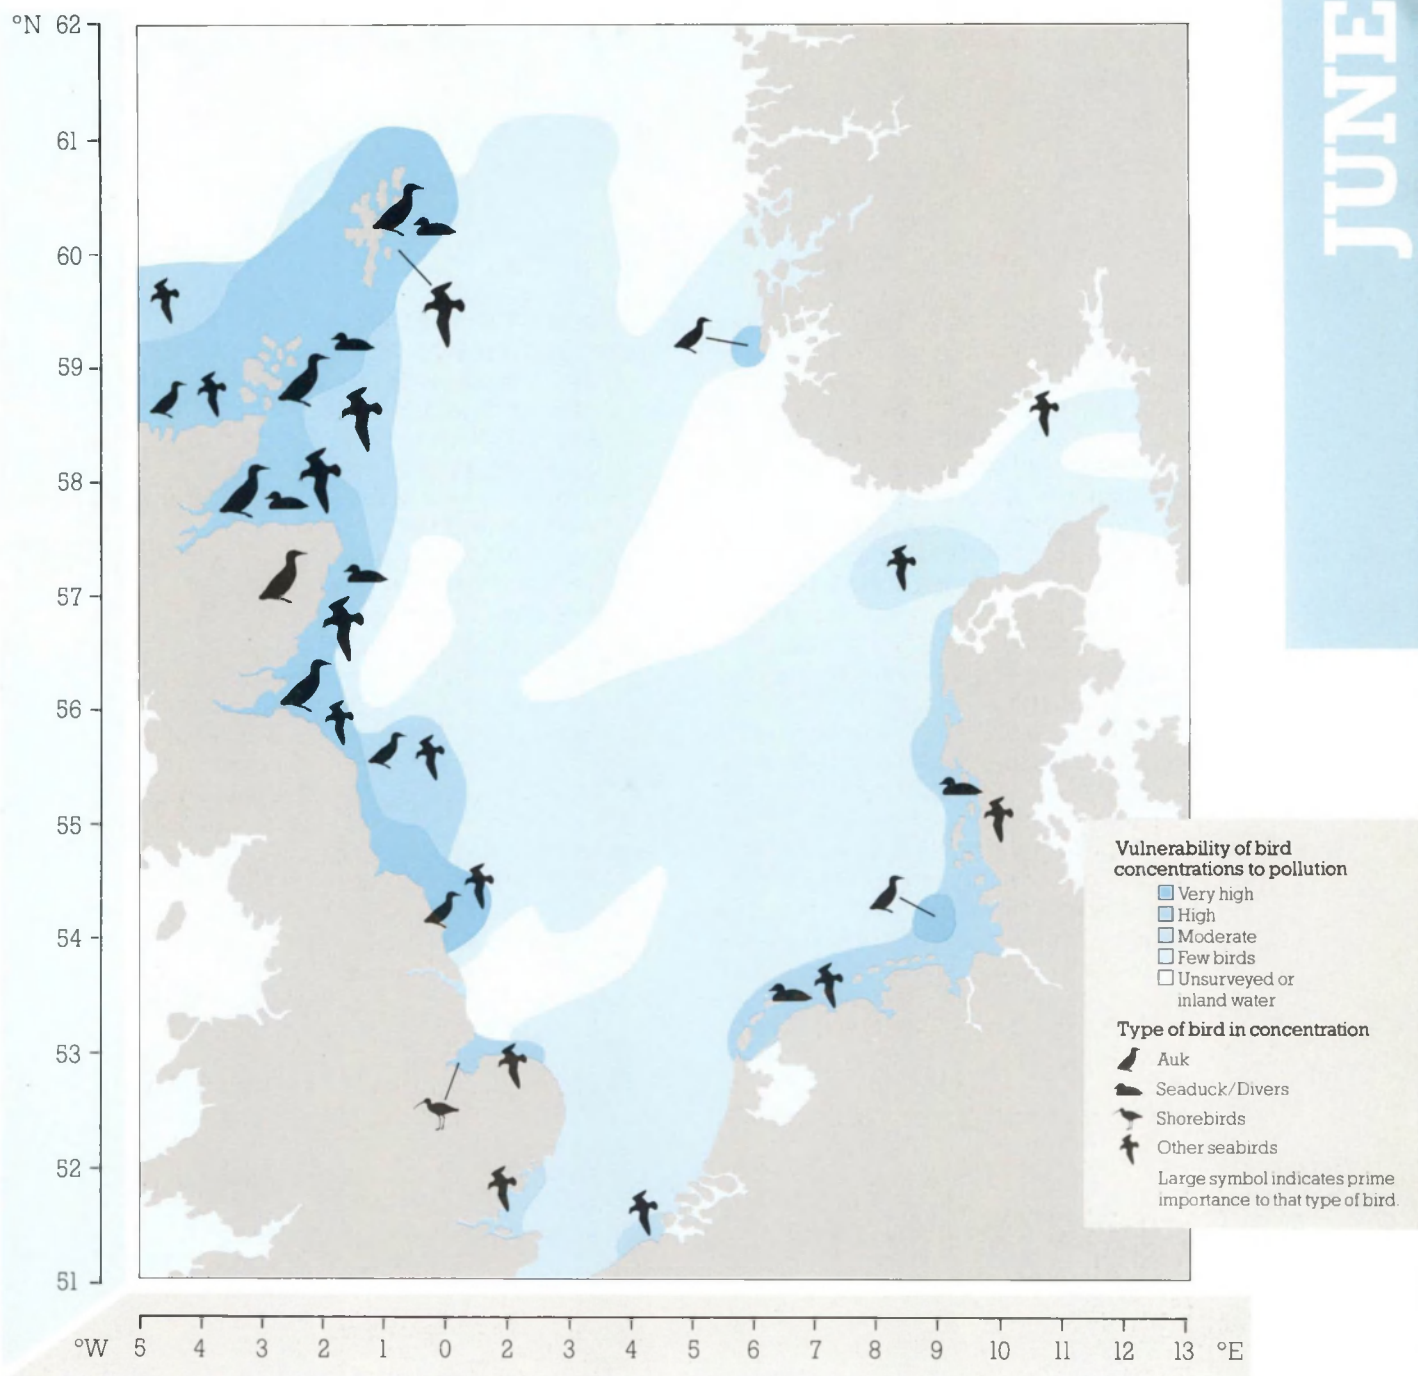 JUNE
°N 62
61
60
59
58
57
56
55
54
53
52
51
°W 5 4 3 2 1 0 2 3 4 5 6 7 8 9 10 11 12 13 °E
Vulnerability of bird
concentrations to pollution
Very high
High
Moderate
Few birds
Unsurveyed or
inland water
Type of bird in concentration
Auk
Seaduck/Divers
Shorebirds
Other seabirds
Large symbol indicates prime
importance to that type of bird.